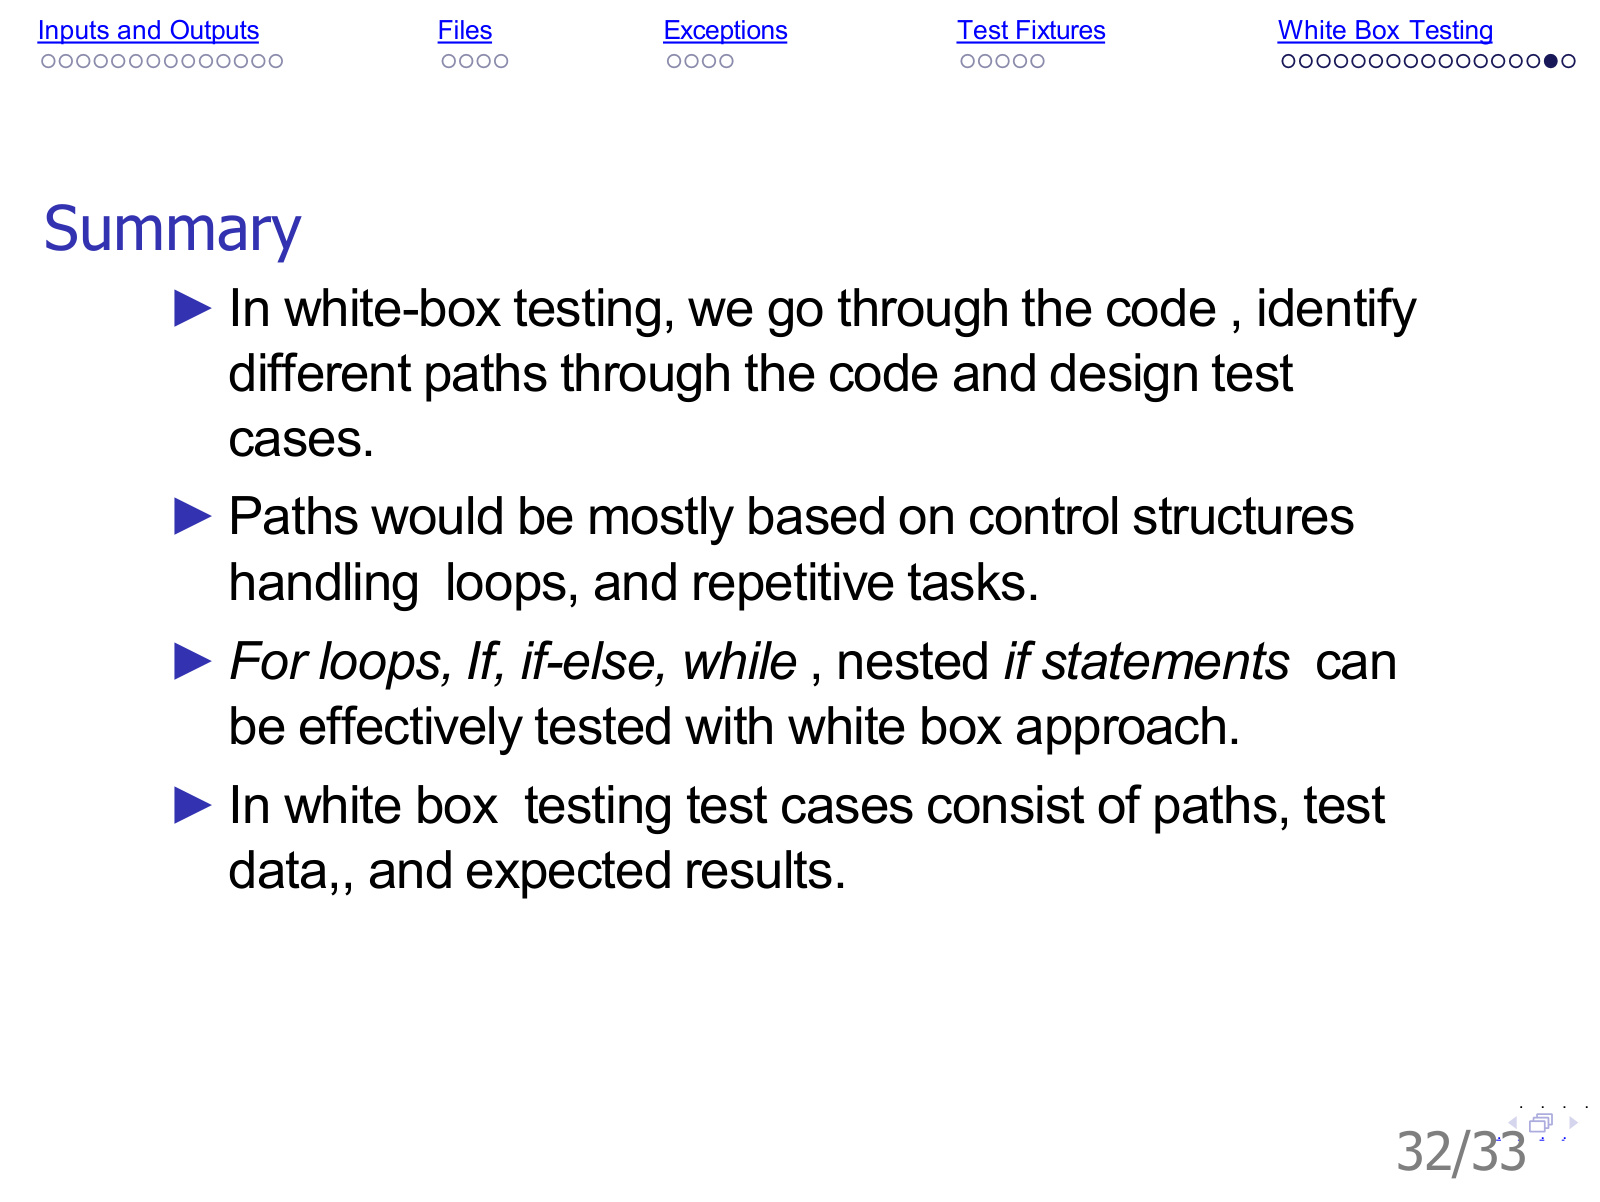 Inputs and Outputs Files Exceptions Test Fixtures White Box Testing
Summary
In white-box testing, we go through the code , identify
different paths through the code and design test
cases.
Paths would be mostly based on control structures
handling  loops, and repetitive tasks.
For loops, If, if-else, while , nested if statements  can
be effectively tested with white box approach.
In white box  testing test cases consist of paths, test
data,, and expected results.
32/33